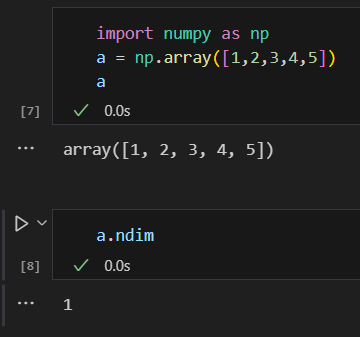 import numpy as np
a = np.array([1,2,3,4,5])
a
[7]
0.0s
array([1, 2, 3, 4, 5])
a.ndim
[8]
0.0s
1